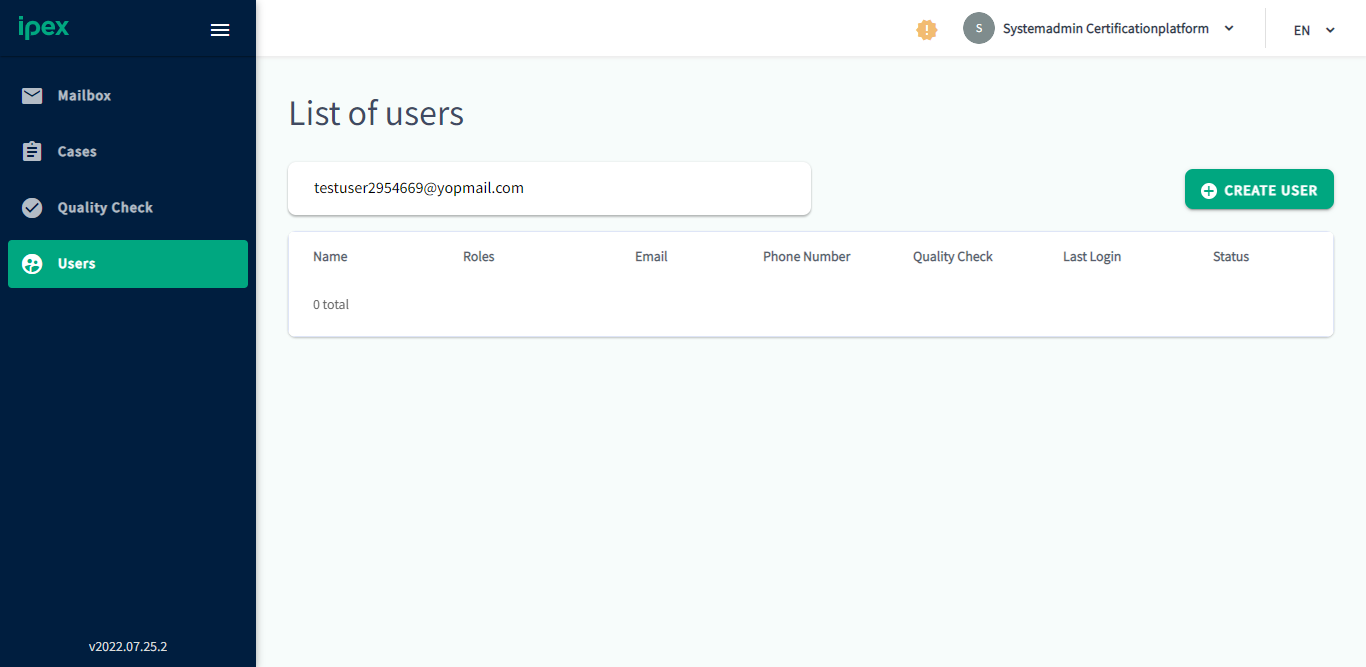 ipex
Systemadmin Certificationplatform
EN
S
Mailbox
Cases
Quality Check
Users
v2022.07.25.2
List of users
testuser2954669@yopmail.com
CREATE USER
Name Roles Email Phone Number Quality Check Last Login Status
0 total